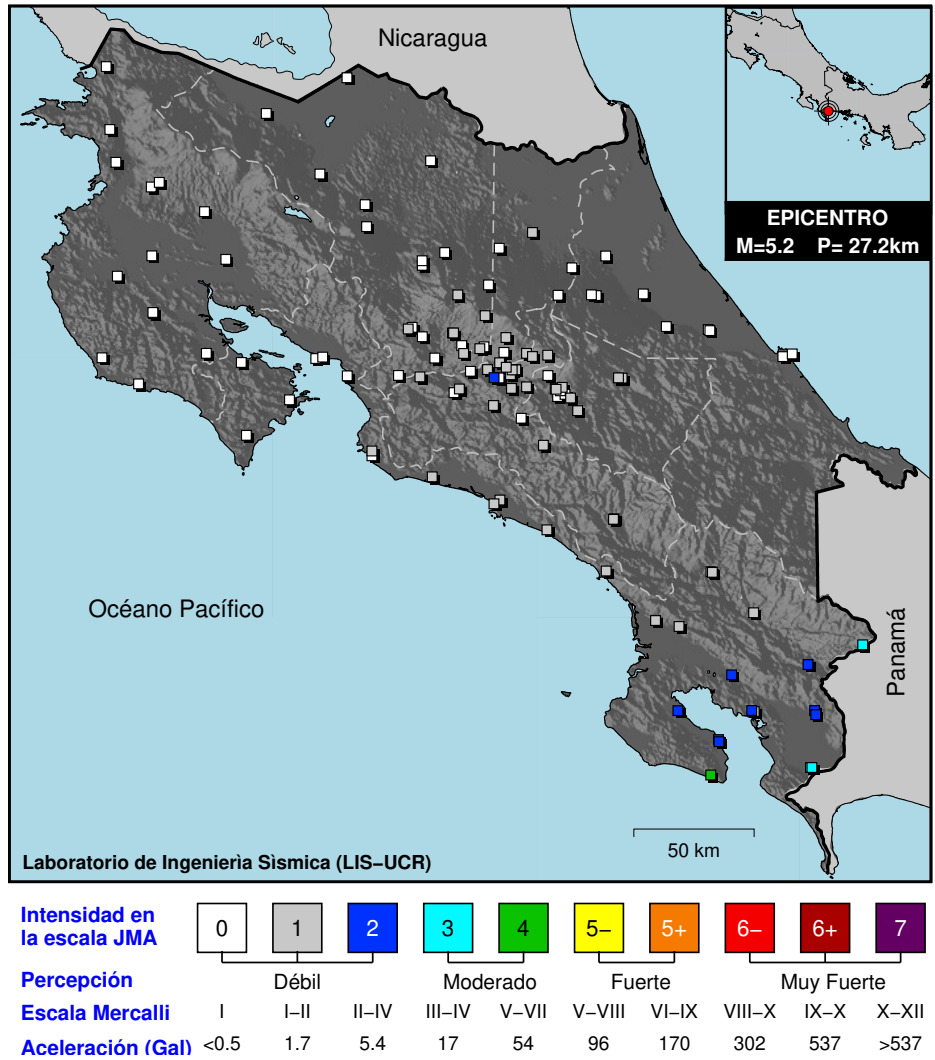 Nicaragua
EPICENTRO
M=5.2 P= 27.2km
Océano Pacífico
Panamá
50 km
Laboratorio de Ingenierìa Sìsmica (LIS–UCR)
Intensidad en
la escala JMA
0 1 2 3 4 5– 5+ 6– 6+ 7
Percepción Débil Moderado Fuerte Muy Fuerte
Escala Mercalli I I–II II–IV III–IV V–VII V–VIII VI–IX VIII–X IX–X X–XII
Aceleración (Gal) <0.5 1.7 5.4 17 54 96 170 302 537 >537